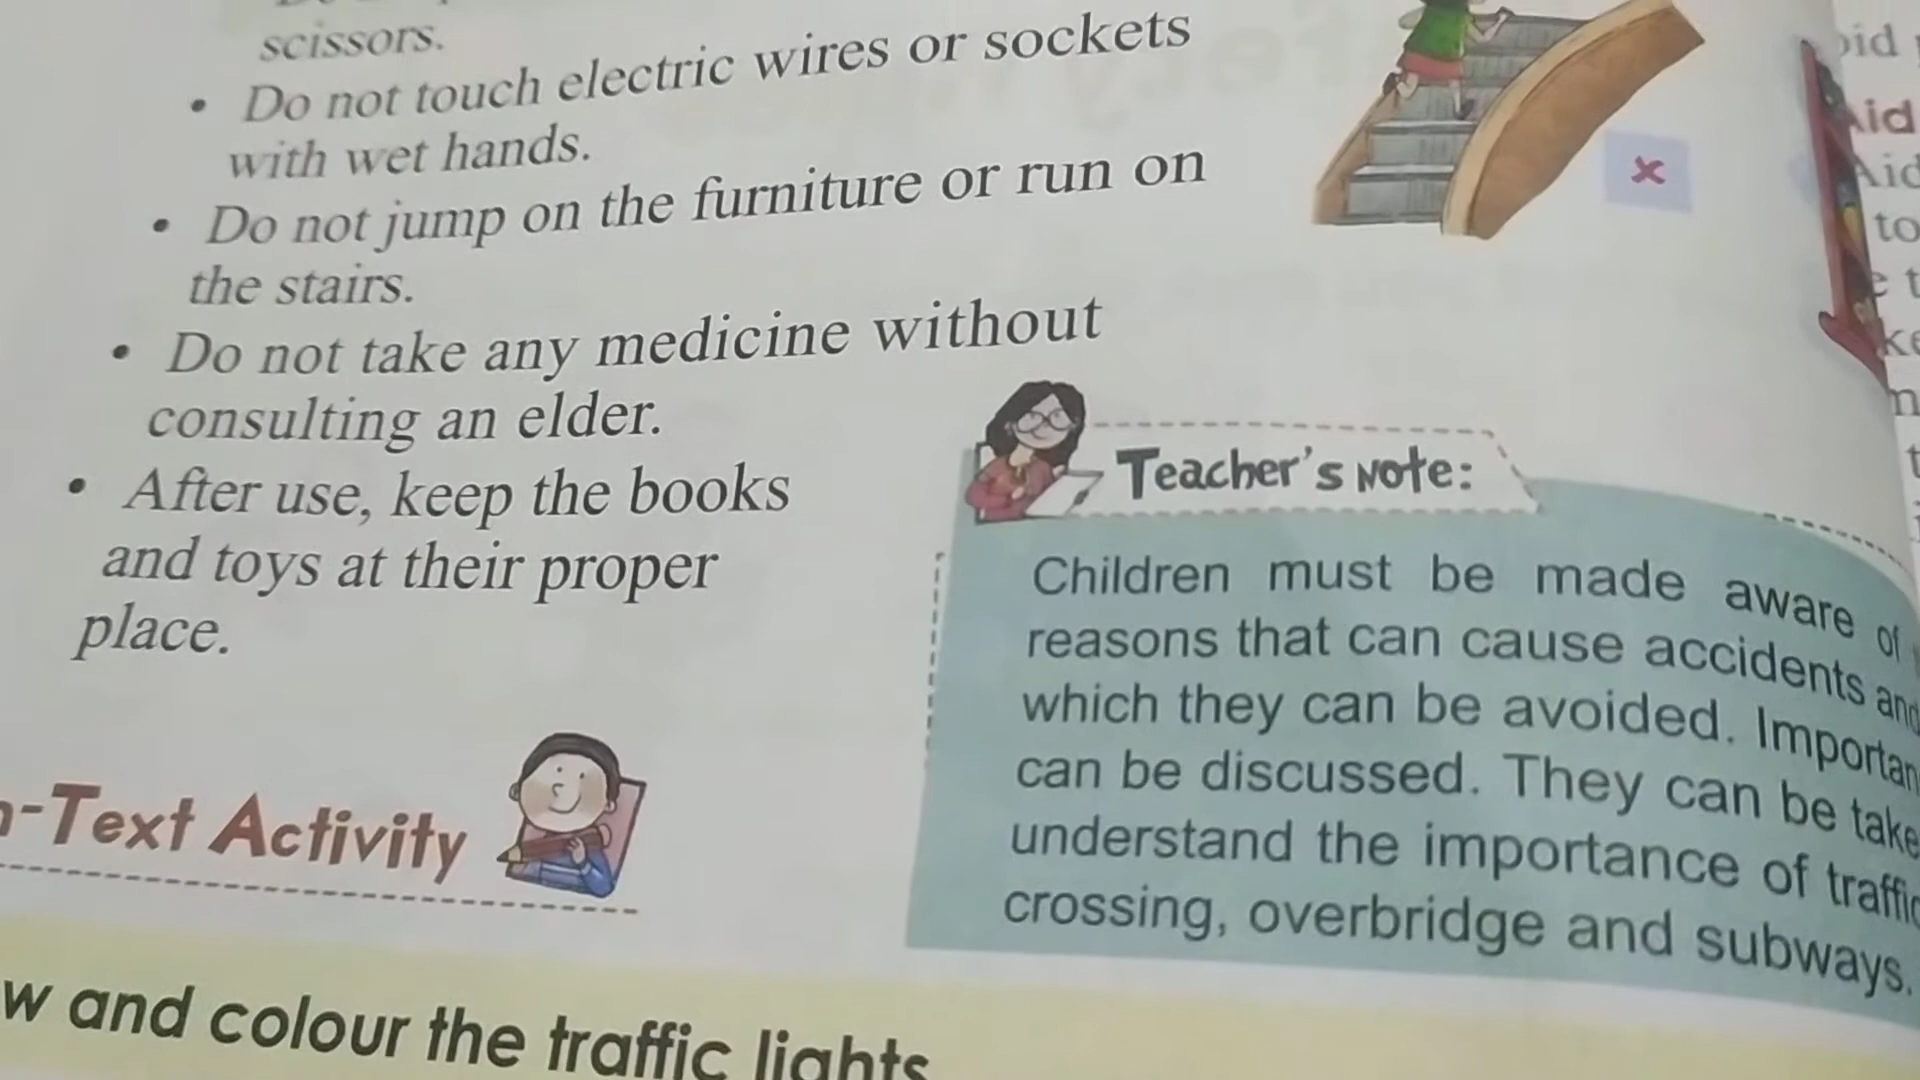 scissors.
• Do not touch electric wires or sockets
with wet hands.
• Do not jump on the furniture or run on
the stairs.
• Do not take any medicine without
consulting an elder.
• After use, keep the books
and toys at their proper
place.
Teacher's Note:
Children must be made aware of
reasons that can cause accidents and
which they can be avoided. Importan
can be discussed. They can be take
understand the importance of traffic
crossing, overbridge and subways.
-Text Activity
w and colour the traffic lights
oid
Aid
Aid
to